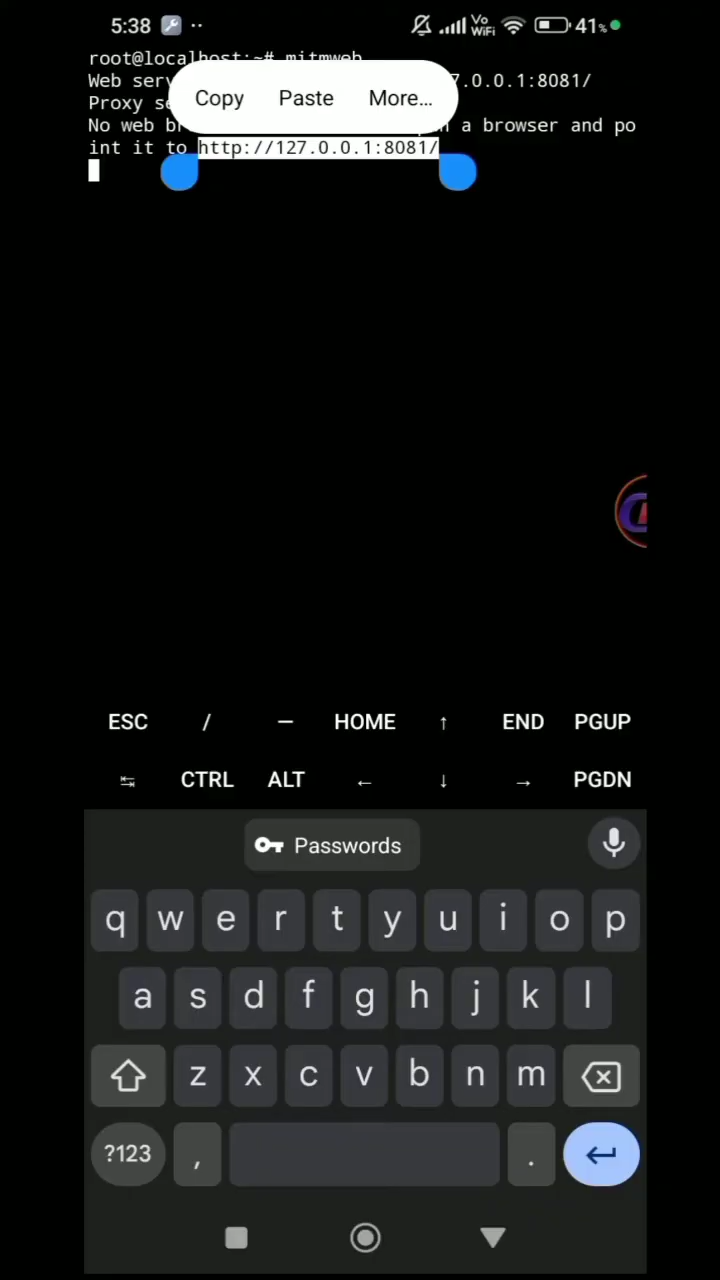 5:38 Vo WiFi 41%
root@localhost:~# mitmweb
Web serv 7.0.0.1:8081/
Copy Paste More...
Proxy se
No web br a browser and po
int it to http://127.0.0.1:8081/
ESC / — HOME ↑ END PGUP
↹ CTRL ALT ← ↓ → PGDN
Passwords
q w e r t y u i o p
a s d f g h j k l
z x c v b n m
?123 , .